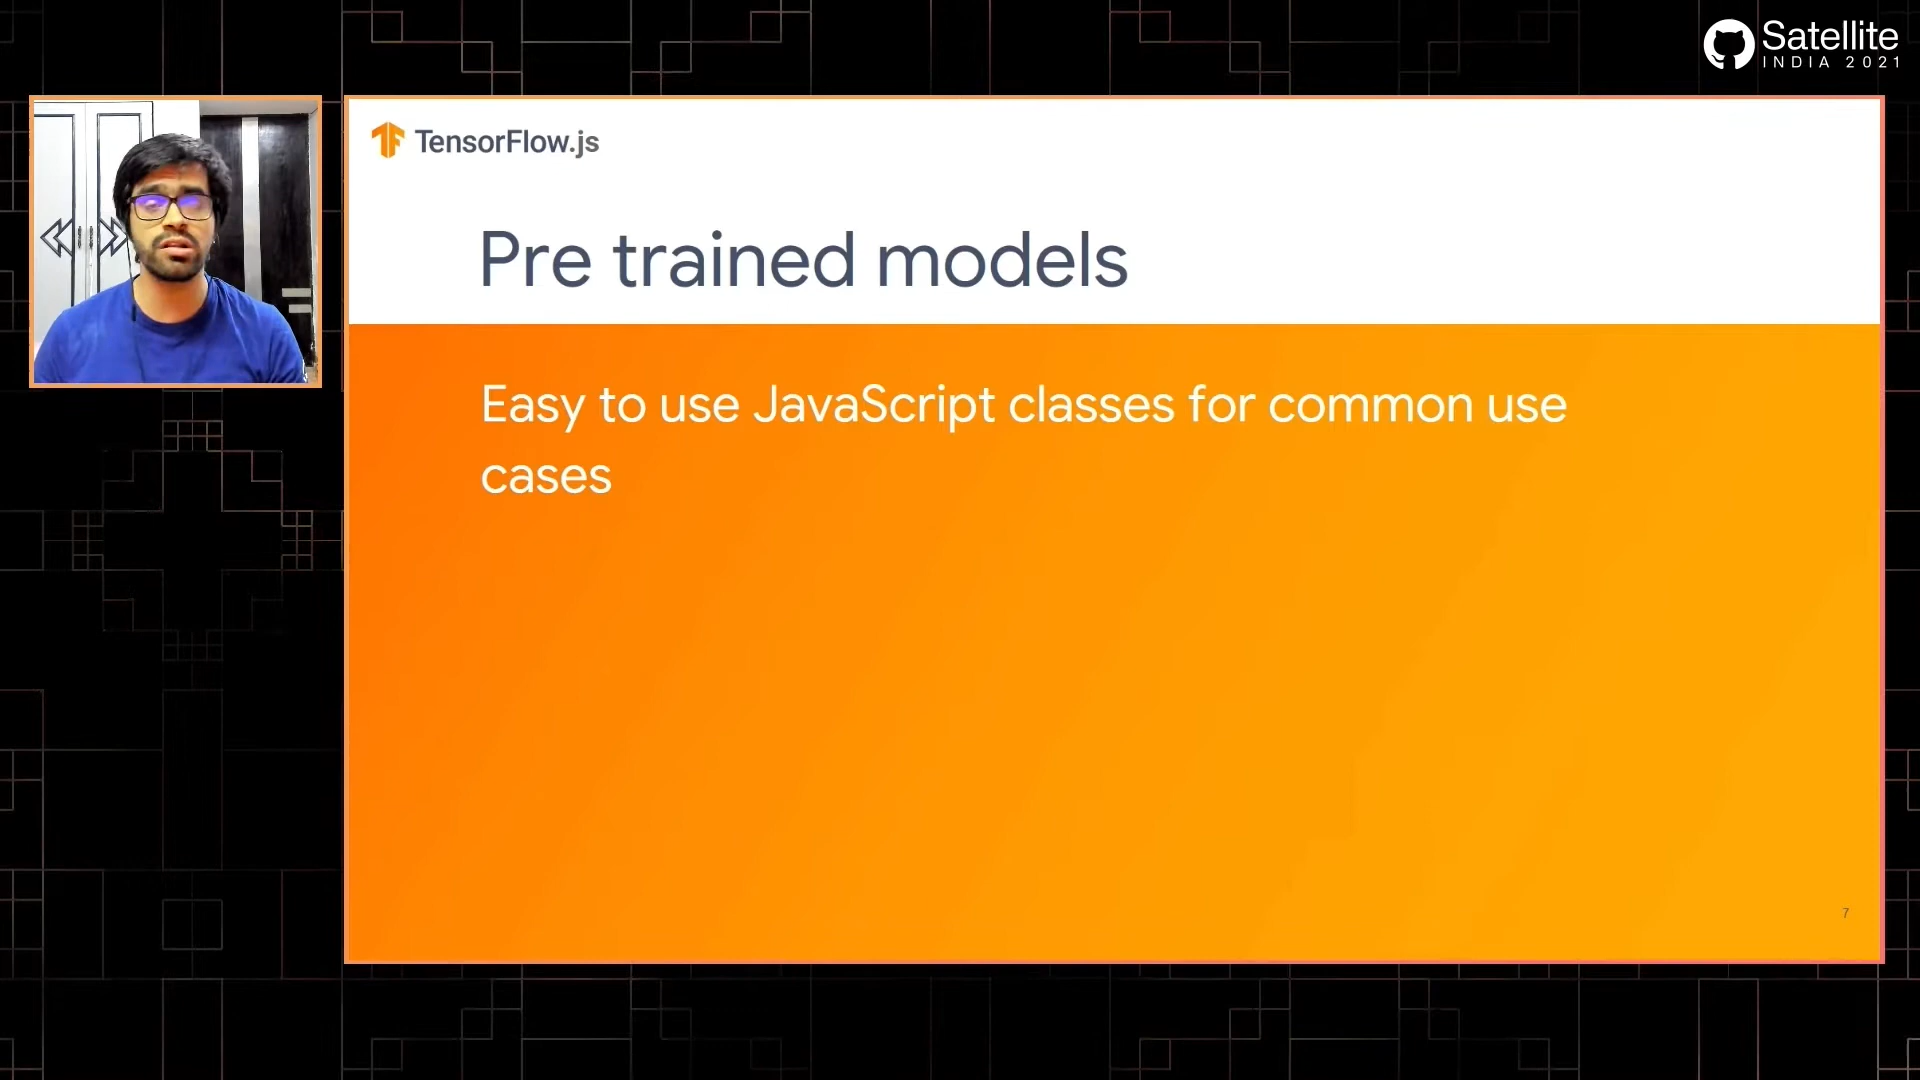 Satellite
INDIA 2021
TensorFlow.js
Pre trained models
Easy to use JavaScript classes for common use
cases
7